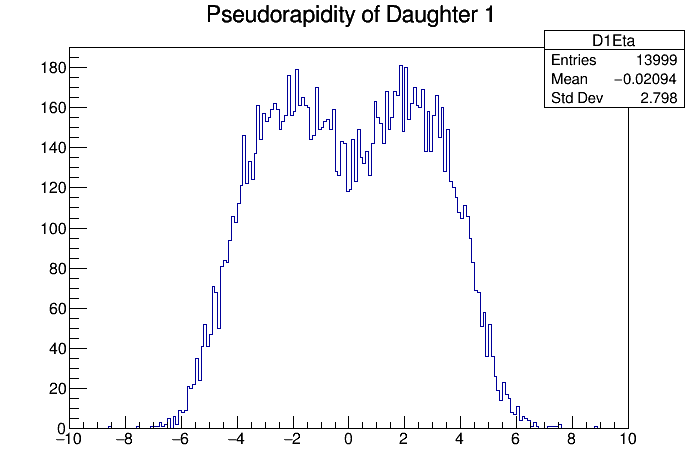 Pseudorapidity of Daughter 1
D1Eta
Entries 13999
Mean −0.02094
Std Dev 2.798
180
160
140
120
100
80
60
40
20
0
−10 −8 −6 −4 −2 0 2 4 6 8 10